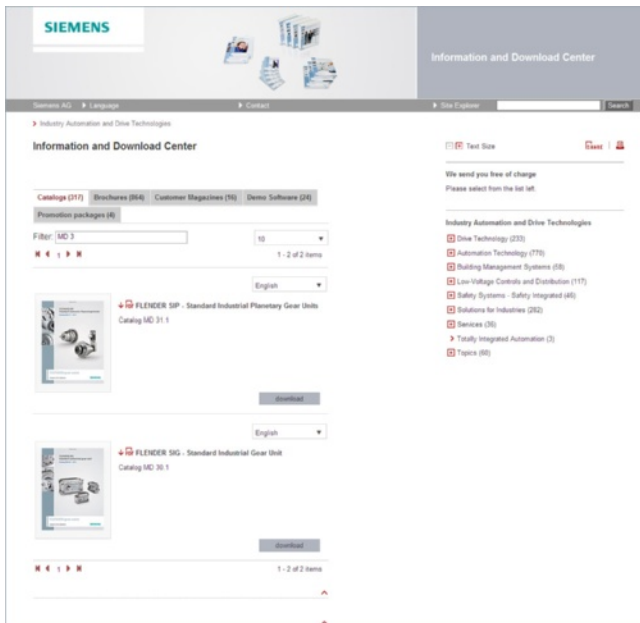 SIEMENS
Information and Download Center
Siemens AG Language Contact Site Explorer Search
Industry Automation and Drive Technologies
Information and Download Center
Text Size
We send you free of charge
Please select from the list left.
Catalogs (317) Brochures (864) Customer Magazines (16) Demo Software (24)
Promotion packages (4)
Filter: MD 3 10
1 1 - 2 of 2 items
English
FLENDER SIP - Standard Industrial Planetary Gear Units
Catalog MD 31.1
download
English
FLENDER SIG - Standard Industrial Gear Unit
Catalog MD 30.1
download
1 1 - 2 of 2 items
Industry Automation and Drive Technologies
Drive Technology (233)
Automation Technology (770)
Building Management Systems (58)
Low-Voltage Controls and Distribution (117)
Safety Systems - Safety Integrated (46)
Solutions for Industries (262)
Services (36)
Totally Integrated Automation (3)
Topics (60)